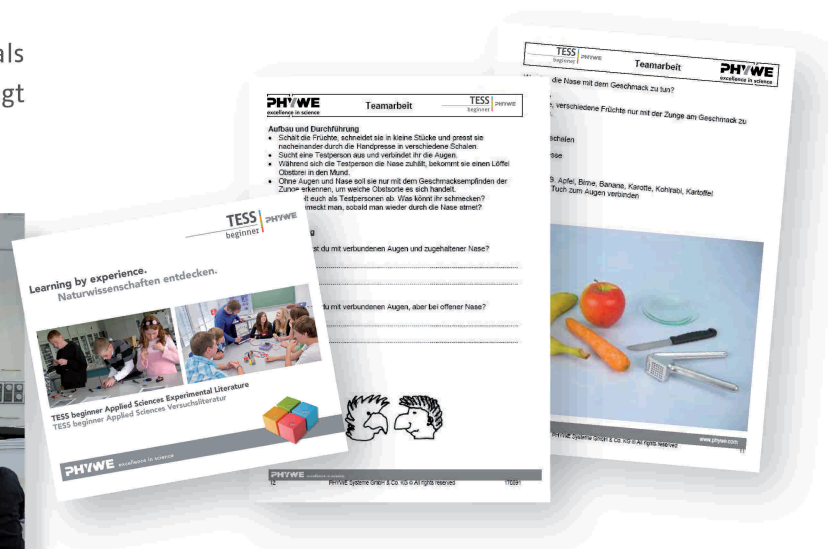 als
gt
TESS beginner PHYWE
Learning by experience.
Naturwissenschaften entdecken.
TESS beginner Applied Sciences Experimental Literature
TESS beginner Applied Sciences Versuchsliteratur
PHYWE excellence in science
PHYWE excellence in science
Teamarbeit
TESS beginner PHYWE
Aufbau und Durchführung
• Schält die Früchte, schneidet sie in kleine Stücke und presst sie
nacheinander durch die Handpresse in verschiedene Schalen.
• Sucht eine Testperson aus und verbindet ihr die Augen.
• Während sich die Testperson die Nase zuhält, bekommt sie einen Löffel
Obstbrei in den Mund.
• Ohne Augen und Nase soll sie nur mit dem Geschmacksempfinden der
Zunge erkennen, um welche Obstsorte es sich handelt.
euch als Testpersonen ab. Was könnt ihr schmecken?
man, sobald man wieder durch die Nase atmet?
du mit verbundenen Augen und zugehaltener Nase?
du mit verbundenen Augen, aber bei offener Nase?
PHYWE excellence in science
12 PHYWE Systeme GmbH & Co. KG © All rights reserved
TESS beginner PHYWE
Teamarbeit
PHYWE excellence in science
die Nase mit dem Geschmack zu tun?
verschiedene Früchte nur mit der Zunge am Geschmack zu
Apfel, Birne, Banane, Karotte, Kohlrabi, Kartoffel
Tuch zum Augen verbinden
www.phywe.com
PHYWE Systeme GmbH & Co. KG © All rights reserved